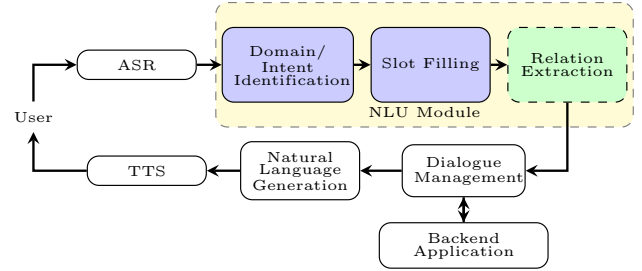 ASR
Domain/
Intent
Identification
Slot Filling
Relation
Extraction
NLU Module
User
TTS
Natural
Language
Generation
Dialogue
Management
Backend
Application